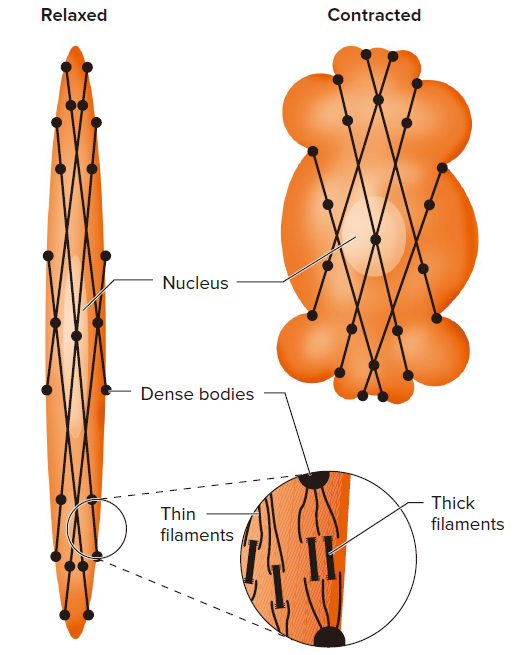 Relaxed
Contracted
Nucleus
Dense bodies
Thin
filaments
Thick
filaments